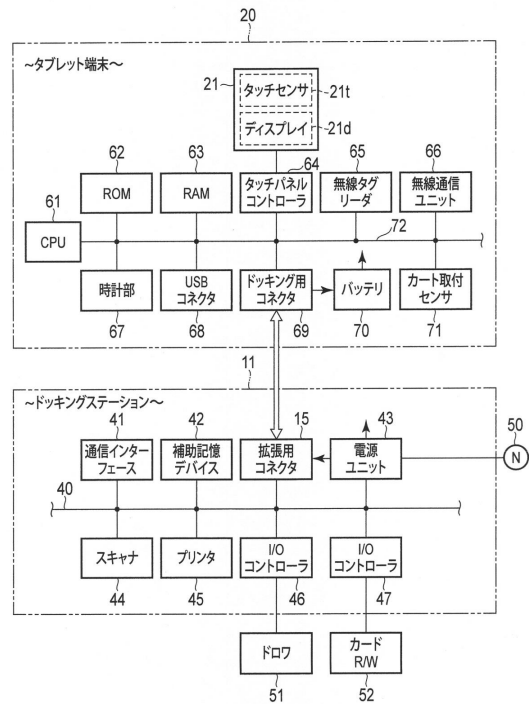 20
～タブレット端末～
21
タッチセンサ
21t
ディスプレイ
21d
62
63
64
65
66
61
ROM
RAM
タッチパネル
コントローラ
無線タグ
リーダ
無線通信
ユニット
CPU
72
時計部
USB
コネクタ
ドッキング用
コネクタ
バッテリ
カート取付
センサ
67
68
69
70
71
11
～ドッキングステーション～
41
42
15
43
50
通信インター
フェース
補助記憶
デバイス
拡張用
コネクタ
電源
ユニット
N
40
スキャナ
プリンタ
I/O
コントローラ
I/O
コントローラ
44
45
46
47
ドロワ
カード
R/W
51
52